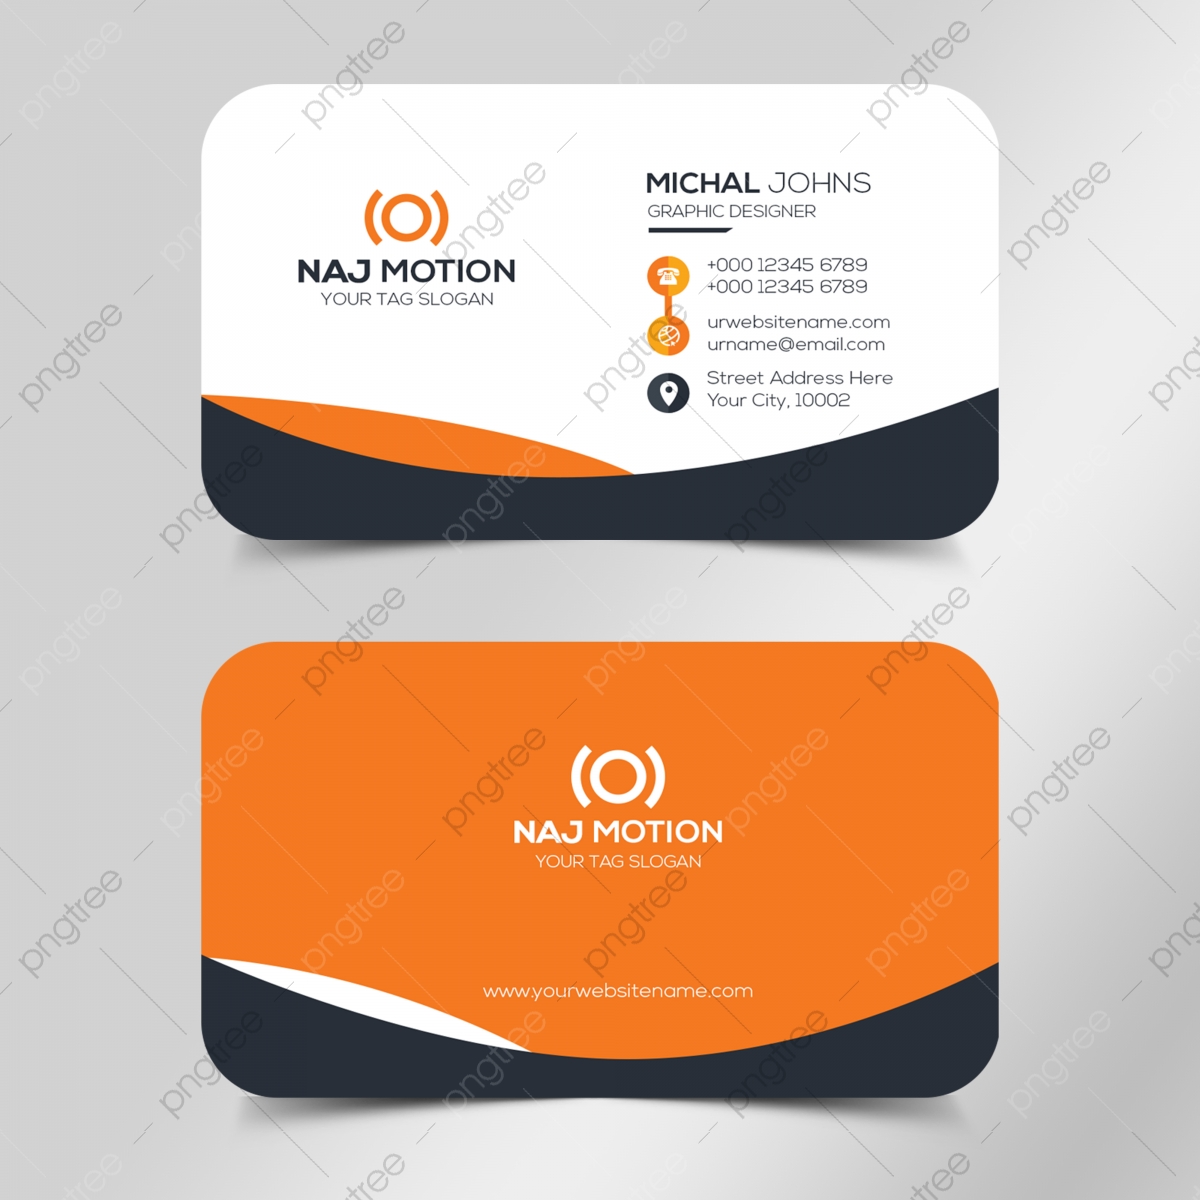 NAJ MOTION
YOUR TAG SLOGAN
MICHAL JOHNS
GRAPHIC DESIGNER
+000 12345 6789
+000 12345 6789
urwebsitename.com
urname@email.com
Street Address Here
Your City, 10002
NAJ MOTION
YOUR TAG SLOGAN
www.yourwebsitename.com
pngtree